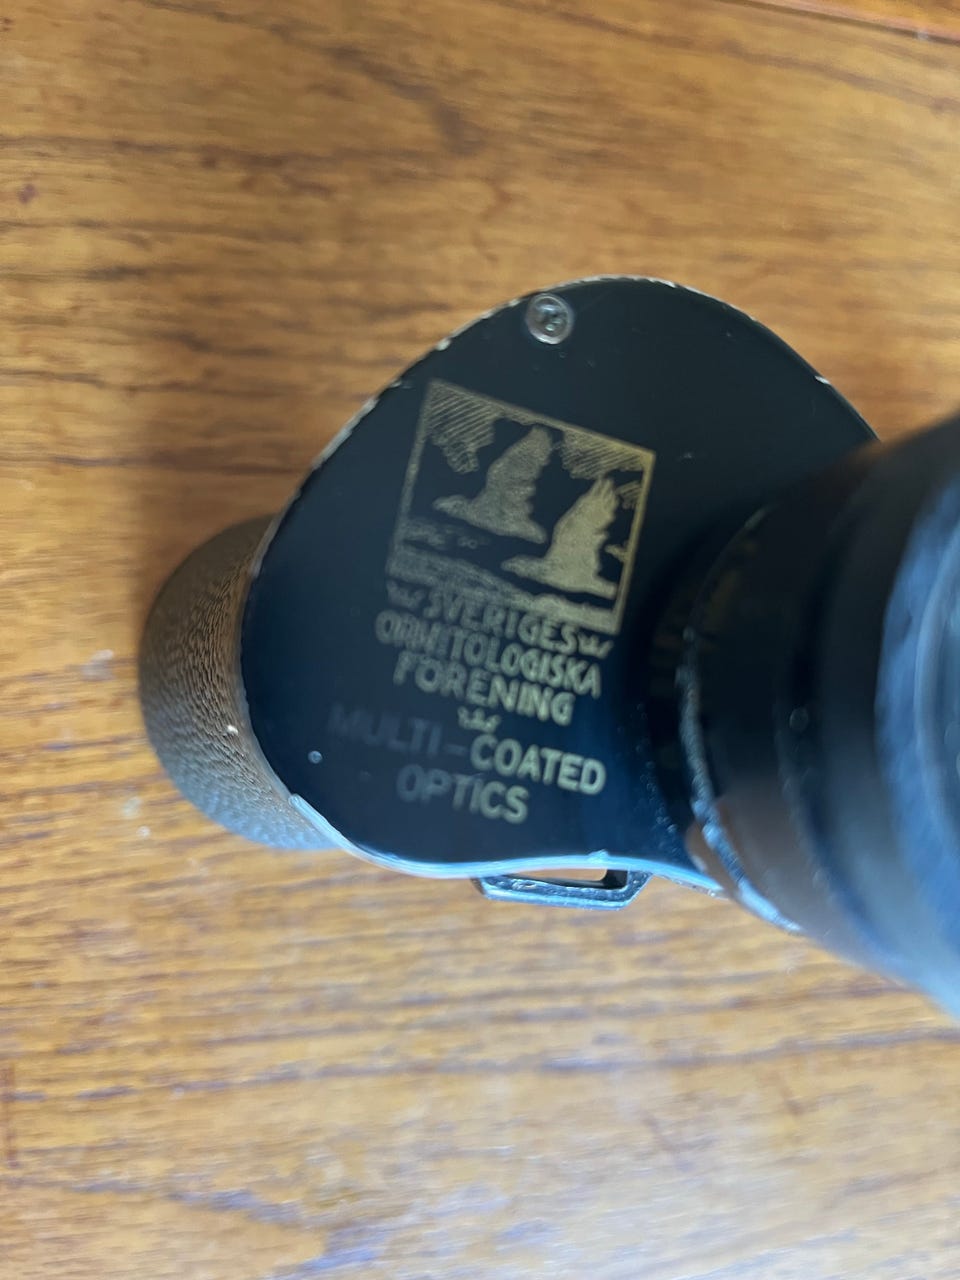 SVERIGES
ORNITOLOGISKA
FÖRENING
MULTI-COATED
OPTICS